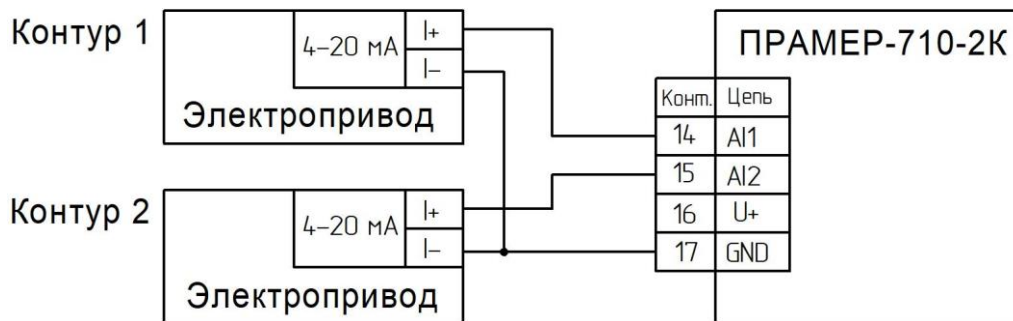 Контур 1
4–20 мА
I+
I–
Электропривод
ПРАМЕР-710-2К
Конт. Цепь
14 AI1
15 AI2
16 U+
17 GND
Контур 2
4–20 мА
I+
I–
Электропривод